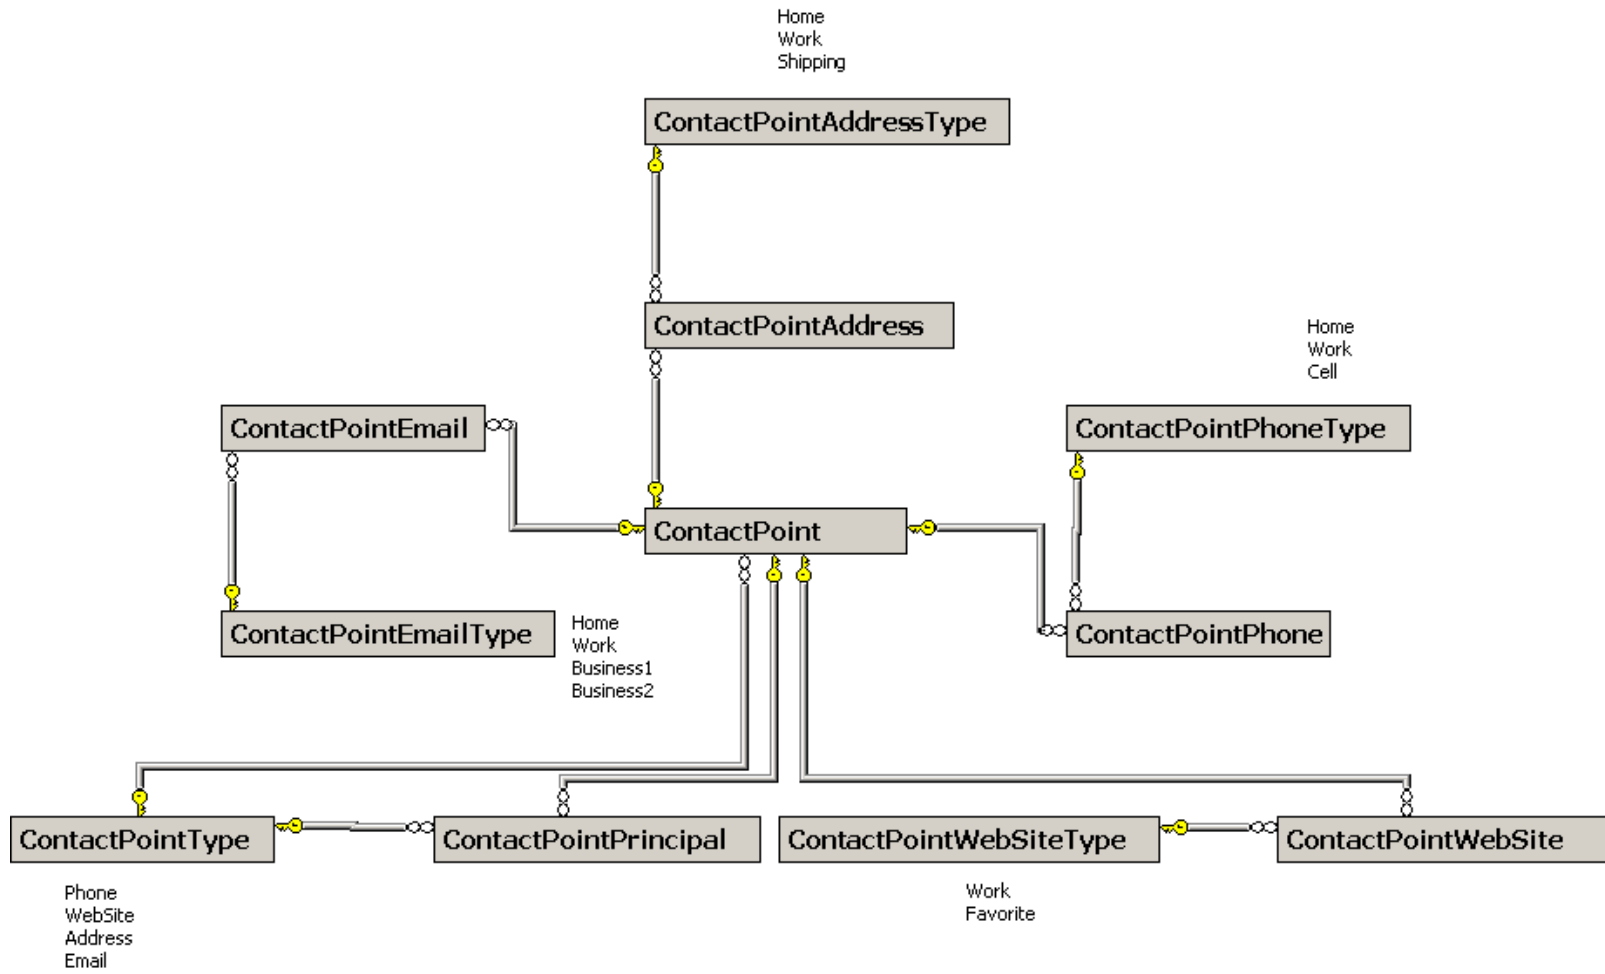 Home
Work
Shipping
ContactPointAddressType
ContactPointAddress
Home
Work
Cell
ContactPointEmail
ContactPointPhoneType
ContactPoint
ContactPointEmailType
Home
Work
Business1
Business2
ContactPointPhone
ContactPointType
ContactPointPrincipal
ContactPointWebSiteType
ContactPointWebSite
Phone
WebSite
Address
Email
Work
Favorite